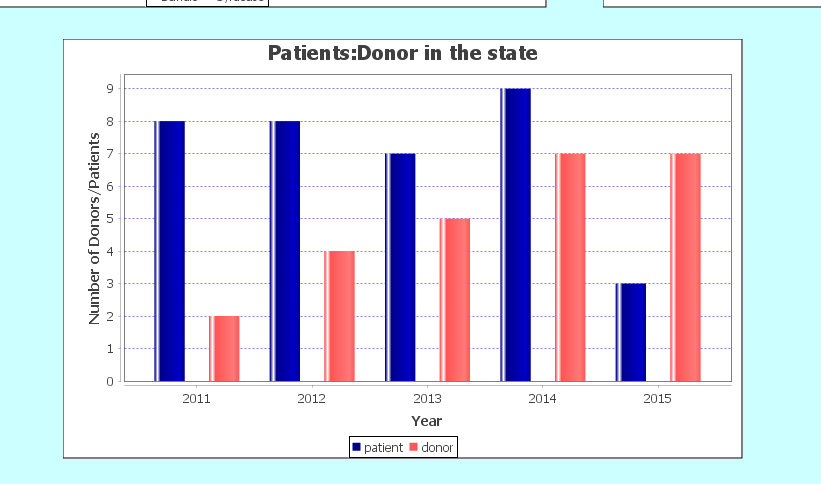 Patients:Donor in the state
Number of Donors/Patients
9
8
7
6
5
4
3
2
1
0
2011 2012 2013 2014 2015
Year
patient donor